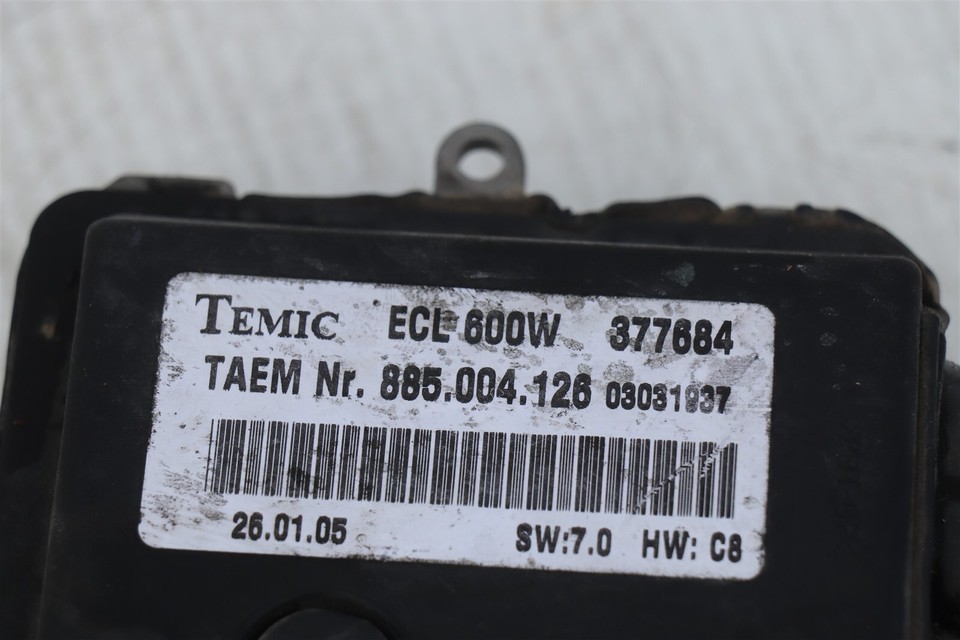 TEMIC ECL 600W 377684
TAEM Nr. 885.004.126 03031937
26.01.05 SW:7.0 HW: C8